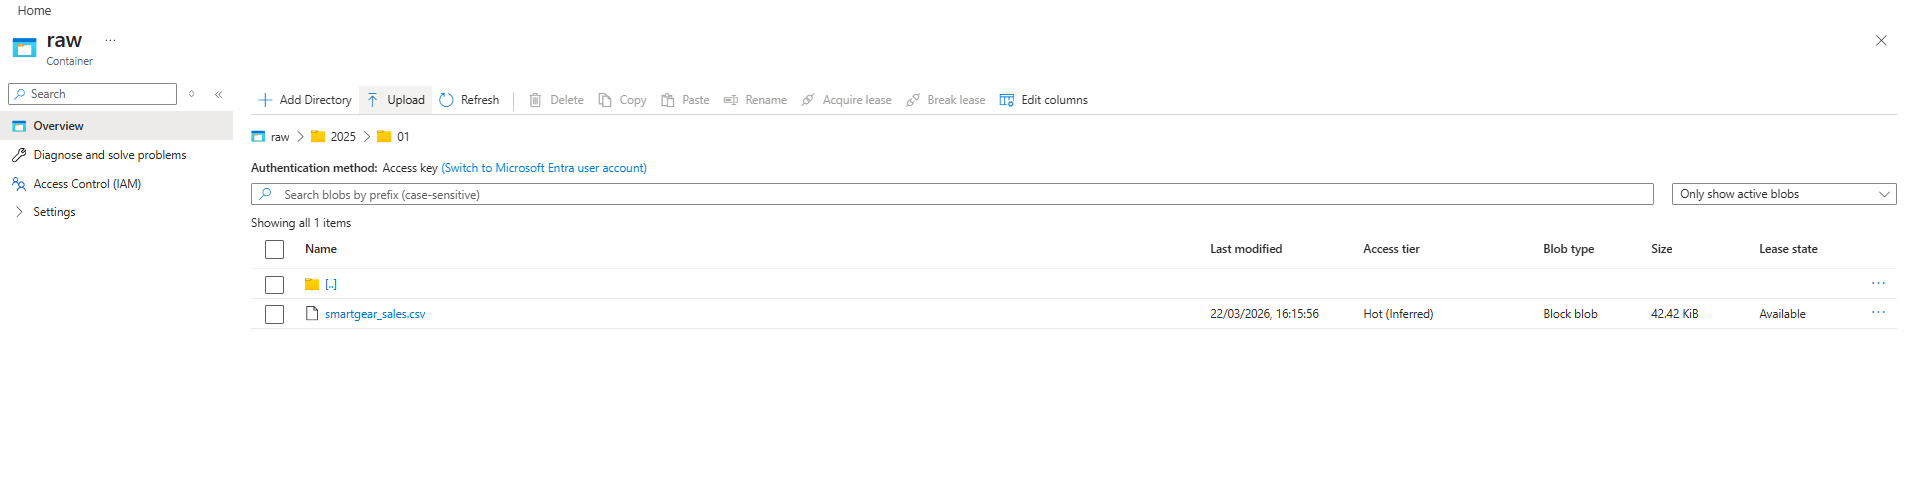 Home
raw ...
Container
Search
Overview
Diagnose and solve problems
Access Control (IAM)
Settings
Add Directory Upload Refresh Delete Copy Paste Rename Acquire lease Break lease Edit columns
raw > 2025 > 01
Authentication method: Access key (Switch to Microsoft Entra user account)
Search blobs by prefix (case-sensitive) Only show active blobs
Showing all 1 items
Name Last modified Access tier Blob type Size Lease state
[..] ...
smartgear_sales.csv 22/03/2026, 16:15:56 Hot (Inferred) Block blob 42.42 KiB Available ...